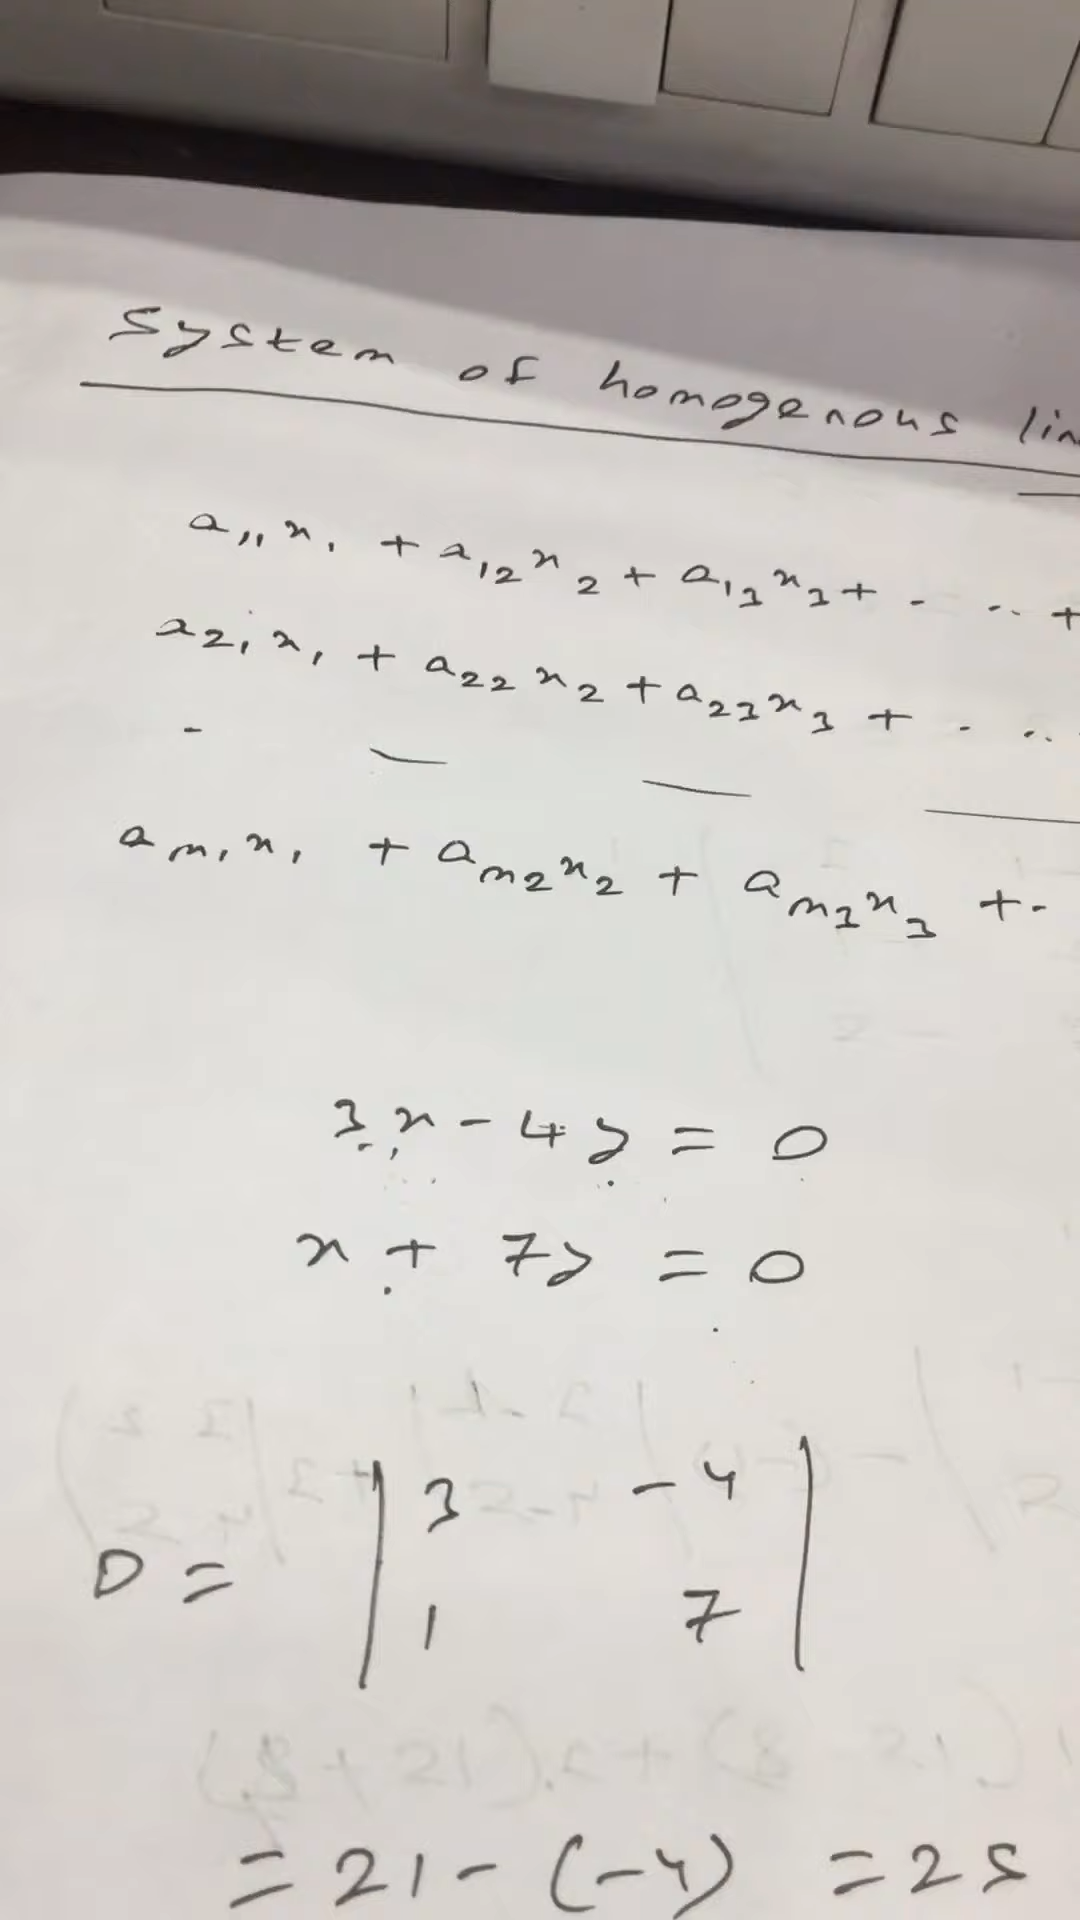 System of homogenous lin
a₁₁x₁ + a₁₂x₂ + a₁₃x₃ + - -.. +
a₂₁x₁ + a₂₂x₂ + a₂₃x₃ + - ..
aₘ₁x₁ + aₘ₂x₂ + aₘ₃x₃ + -
3x - 4y = 0
x + 7y = 0
D = | 3 -4 |
| 1 7 |
= 21 - (-4) = 25